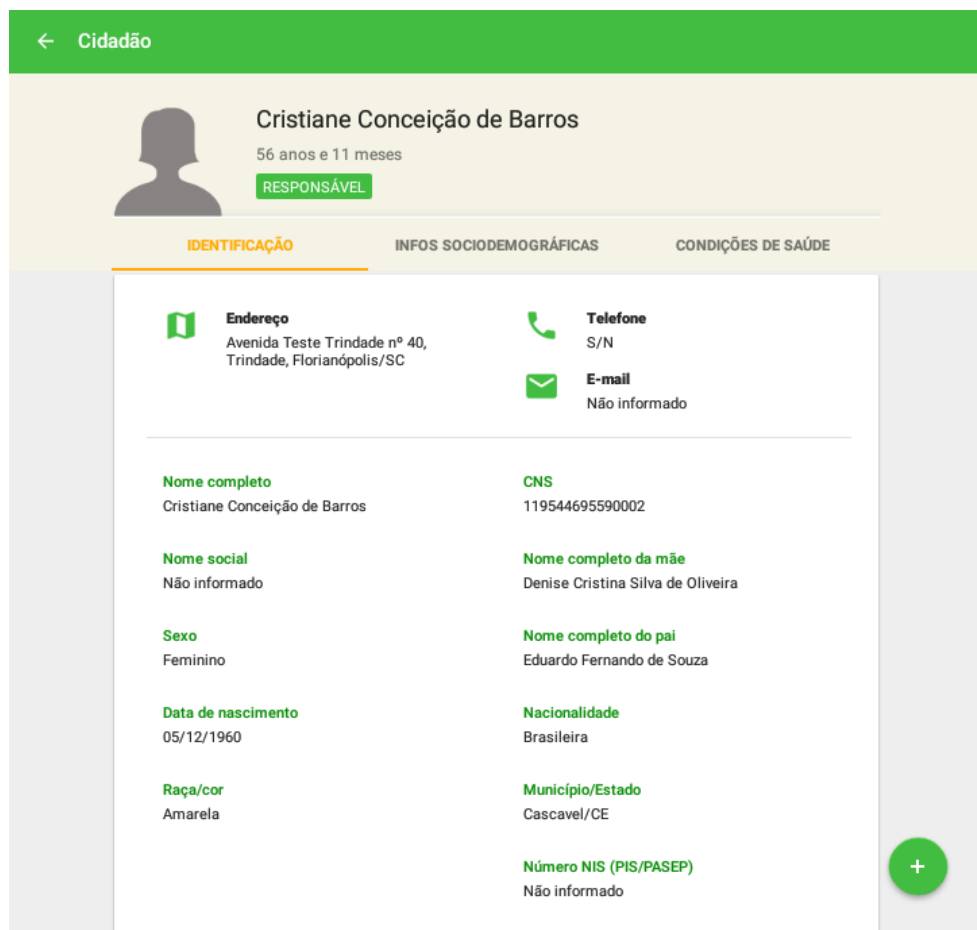 Cidadão
Cristiane Conceição de Barros
56 anos e 11 meses
RESPONSÁVEL
IDENTIFICAÇÃO
INFOS SOCIODEMOGRÁFICAS
CONDIÇÕES DE SAÚDE
Endereço
Avenida Teste Trindade nº 40,
Trindade, Florianópolis/SC
Telefone
S/N
E-mail
Não informado
Nome completo
Cristiane Conceição de Barros
CNS
119544695590002
Nome social
Não informado
Nome completo da mãe
Denise Cristina Silva de Oliveira
Sexo
Feminino
Nome completo do pai
Eduardo Fernando de Souza
Data de nascimento
05/12/1960
Nacionalidade
Brasileira
Raça/cor
Amarela
Município/Estado
Cascavel/CE
Número NIS (PIS/PASEP)
Não informado